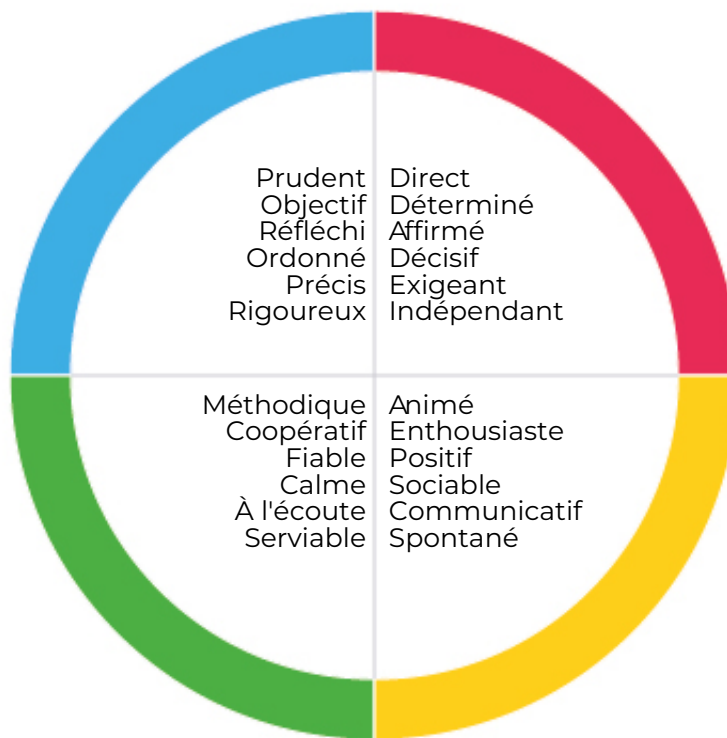 Prudent
Objectif
Réfléchi
Ordonné
Précis
Rigoureux
Direct
Déterminé
Affirmé
Décisif
Exigeant
Indépendant
Méthodique
Coopératif
Fiable
Calme
À l'écoute
Serviable
Animé
Enthousiaste
Positif
Sociable
Communicatif
Spontané